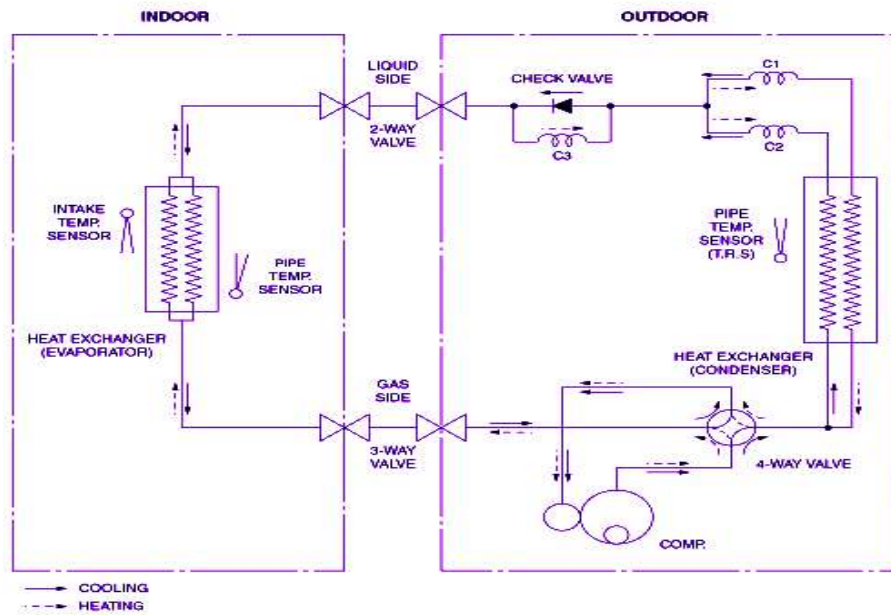 INDOOR
OUTDOOR
LIQUID
SIDE
2-WAY
VALVE
CHECK VALVE
C1
C2
C3
INTAKE
TEMP.
SENSOR
PIPE
TEMP.
SENSOR
PIPE
TEMP.
SENSOR
(T.R.S)
HEAT EXCHANGER
(EVAPORATOR)
HEAT EXCHANGER
(CONDENSER)
GAS
SIDE
3-WAY
VALVE
4-WAY VALVE
COMP.
COOLING
HEATING